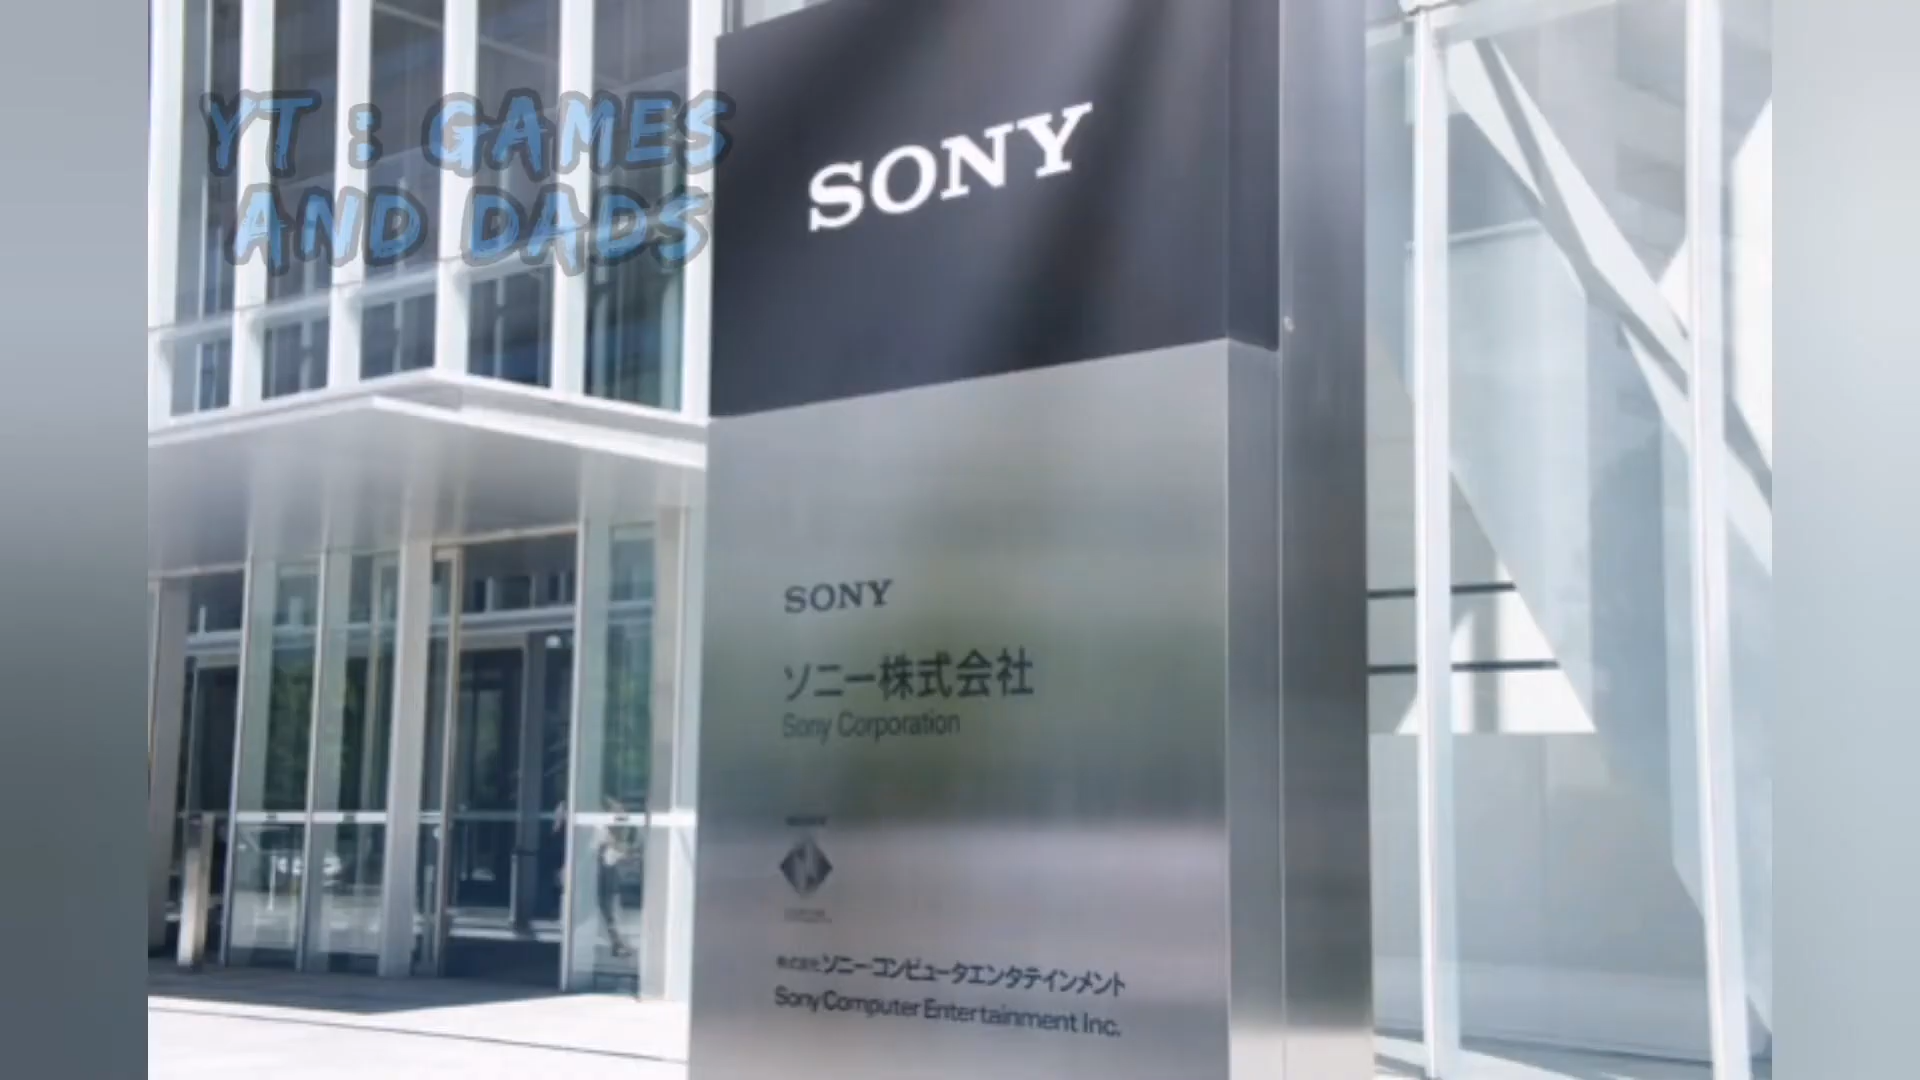 YT : GAMES
AND DADS
SONY
SONY
ソニー株式会社
Sony Corporation
株式会社ソニー・コンピュータエンタテインメント
Sony Computer Entertainment Inc.